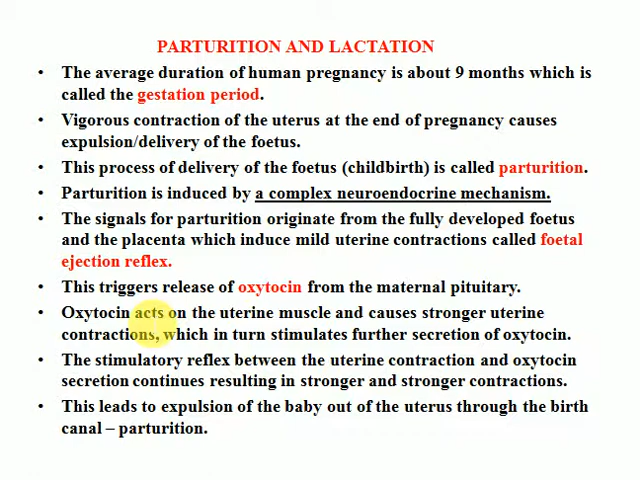 PARTURITION AND LACTATION
• The average duration of human pregnancy is about 9 months which is
called the gestation period.
• Vigorous contraction of the uterus at the end of pregnancy causes
expulsion/delivery of the foetus.
• This process of delivery of the foetus (childbirth) is called parturition.
• Parturition is induced by a complex neuroendocrine mechanism.
• The signals for parturition originate from the fully developed foetus
and the placenta which induce mild uterine contractions called foetal
ejection reflex.
• This triggers release of oxytocin from the maternal pituitary.
• Oxytocin acts on the uterine muscle and causes stronger uterine
contractions, which in turn stimulates further secretion of oxytocin.
• The stimulatory reflex between the uterine contraction and oxytocin
secretion continues resulting in stronger and stronger contractions.
• This leads to expulsion of the baby out of the uterus through the birth
canal – parturition.